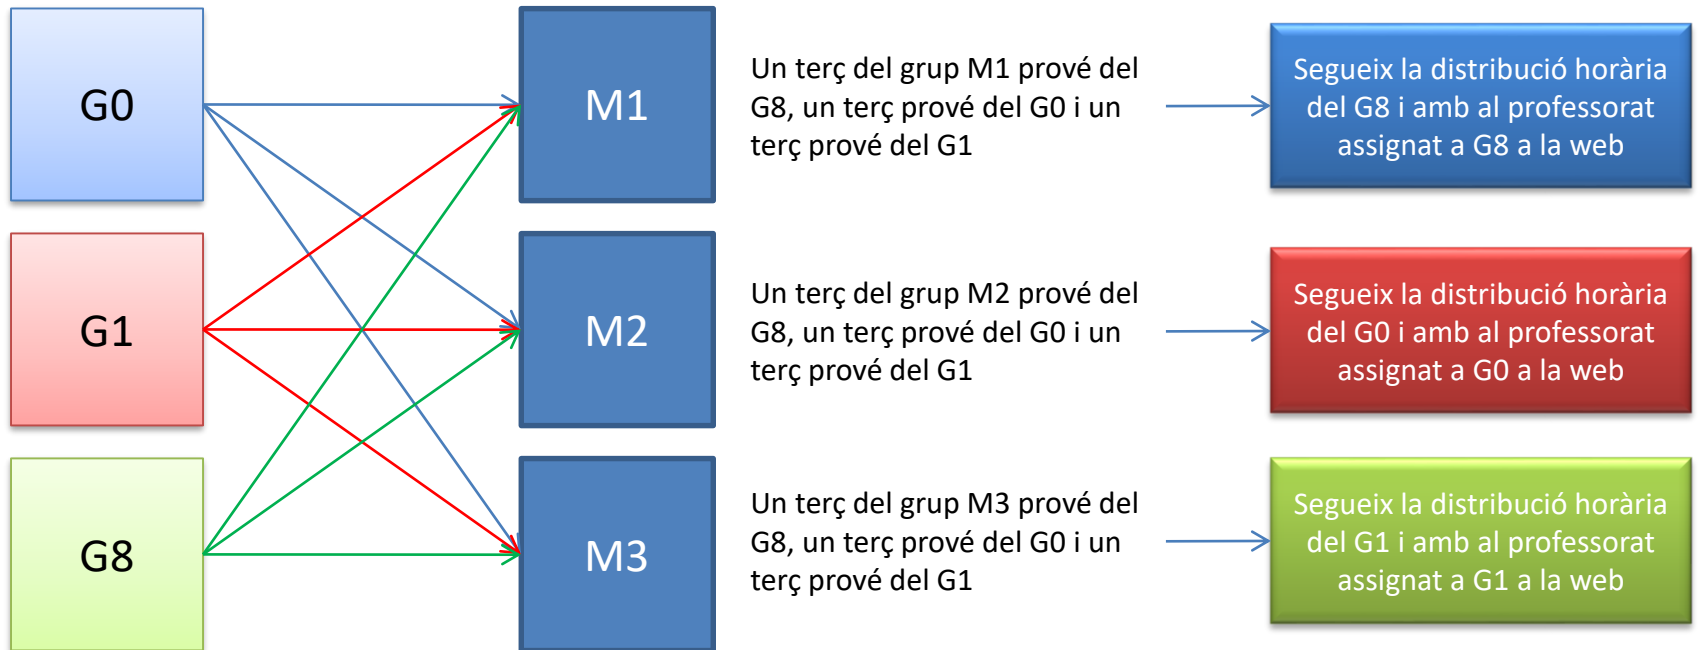 G0
M1
Un terç del grup M1 prové del
G8, un terç prové del G0 i un
terç prové del G1
Segueix la distribució horària
del G8 i amb al professorat
assignat a G8 a la web
G1
M2
Un terç del grup M2 prové del
G8, un terç prové del G0 i un
terç prové del G1
Segueix la distribució horària
del G0 i amb al professorat
assignat a G0 a la web
G8
M3
Un terç del grup M3 prové del
G8, un terç prové del G0 i un
terç prové del G1
Segueix la distribució horària
del G1 i amb al professorat
assignat a G1 a la web